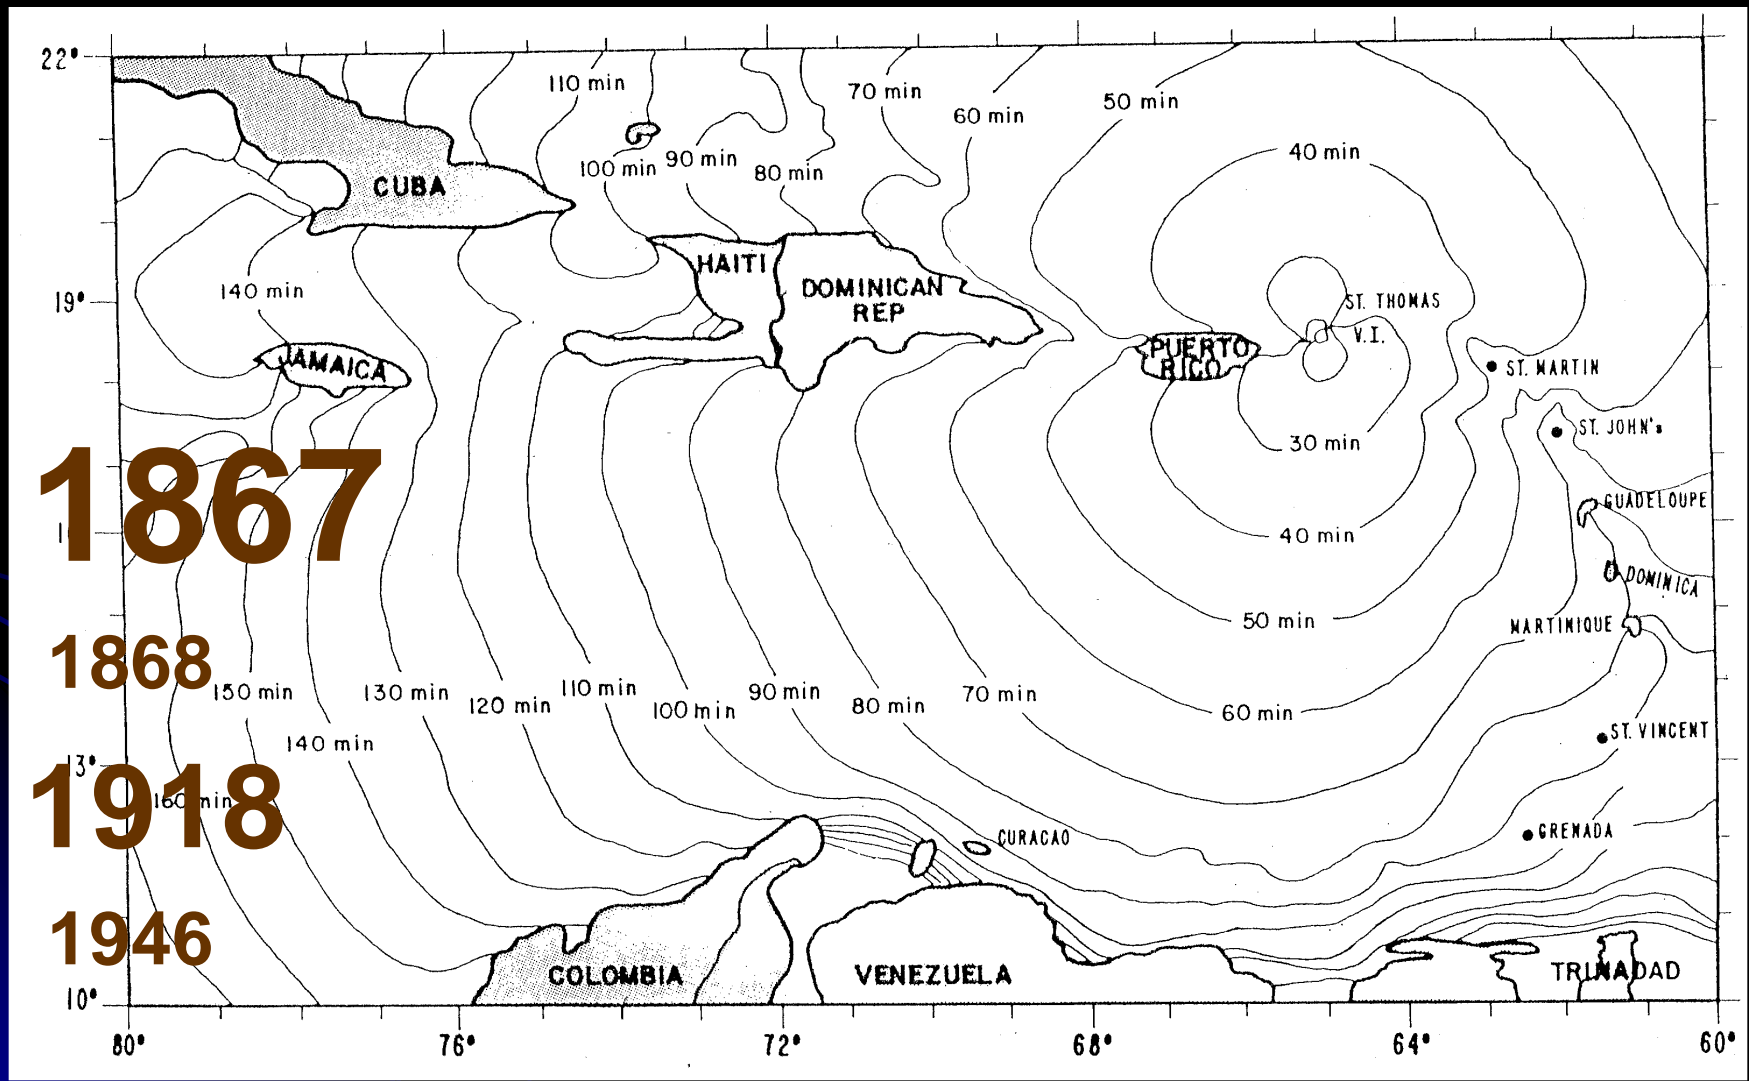 22°
110 min
70 min
60 min
50 min
40 min
100 min
90 min
80 min
CUBA
HAITI
DOMINICAN
REP
140 min
19°
ST. THOMAS
V.I.
PUERTO
RICO
JAMAICA
ST. MARTIN
ST. JOHN's
30 min
1867
GUADELOUPE
40 min
DOMINICA
50 min
MARTINIQUE
1868
150 min
130 min
120 min
110 min
100 min
90 min
80 min
70 min
60 min
140 min
ST. VINCENT
13°
1918
160 min
GRENADA
CURACAO
1946
COLOMBIA
VENEZUELA
TRINADAD
10°
80°
76°
72°
68°
64°
60°